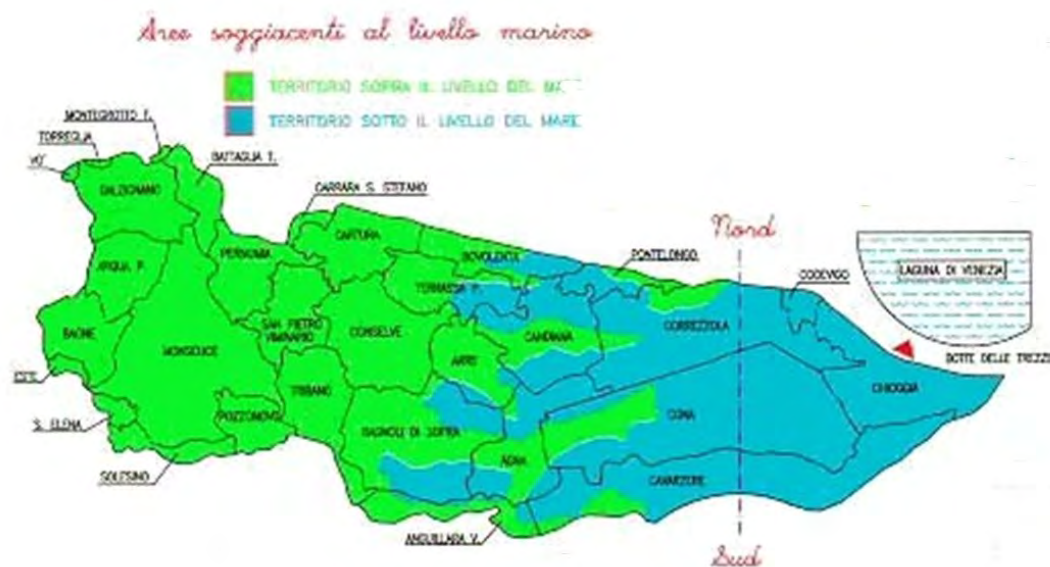 Aree soggiacenti al livello marino
TERRITORIO SOPRA IL LIVELLO DEL MA
TERRITORIO SOTTO IL LIVELLO DEL MARE
MONTEGROTTO T.
TORREGLIA
VO'
BATTAGLIA T.
GALZIGNANO
CARRARA S. STEFANO
CARTURA
Nord
PERNUMIA
BOVOLENTA
PONTELONGO
CODEVIGO
LAGUNA DI VENEZIA
ARQUA' P.
TERRASSA P.
SAN PIETRO
VIMINARIO
CONSELVE
CANDIANA
CORREZZOLA
BAONE
MONSELICE
ARRE
BOTTE DELLE TREZZE
ESTE
TRIBANO
CHIOGGIA
S. ELENA
POZZONOVO
BAGNOLI DI SOPRA
CONA
SOLESINO
AGNA
CAVARZERE
ANGUILLARA V.
Sud